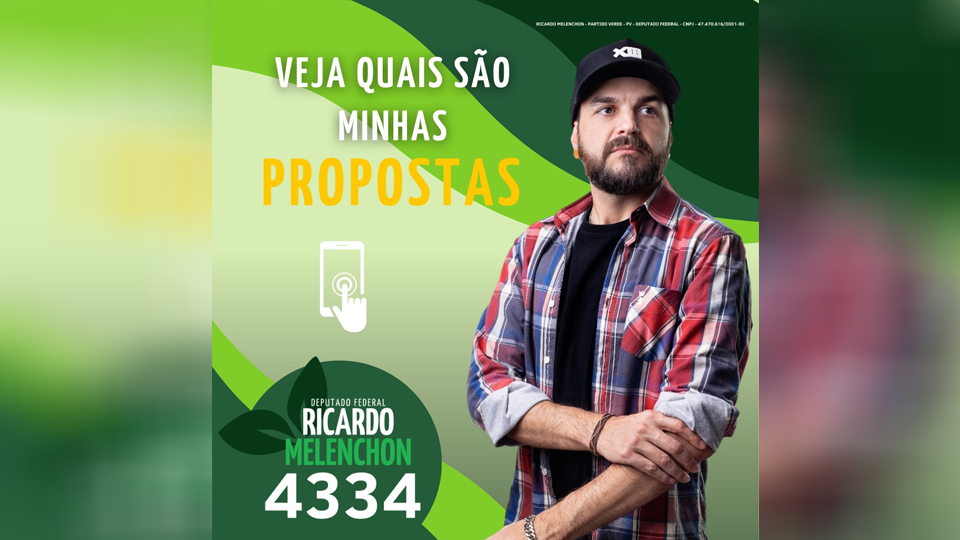 RICARDO MELENCHON - PARTIDO VERDE - PV - DEPUTADO FEDERAL - CNPJ - 47.470.616/0001-90
VEJA QUAIS SÃO
MINHAS
PROPOSTAS
DEPUTADO FEDERAL
RICARDO
MELENCHON
4334